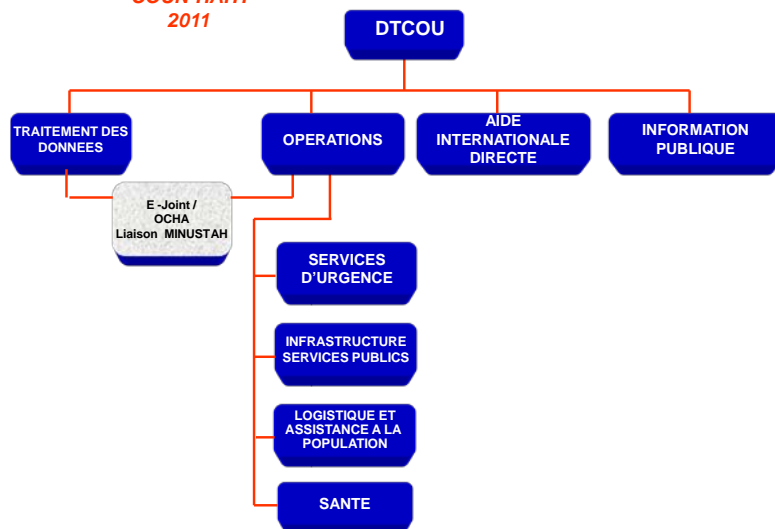 2011
DTCOU
TRAITEMENT DES
DONNEES
OPERATIONS
AIDE
INTERNATIONALE
DIRECTE
INFORMATION
PUBLIQUE
E -Joint /
OCHA
Liaison MINUSTAH
SERVICES
D'URGENCE
INFRASTRUCTURE
SERVICES PUBLICS
LOGISTIQUE ET
ASSISTANCE A LA
POPULATION
SANTE